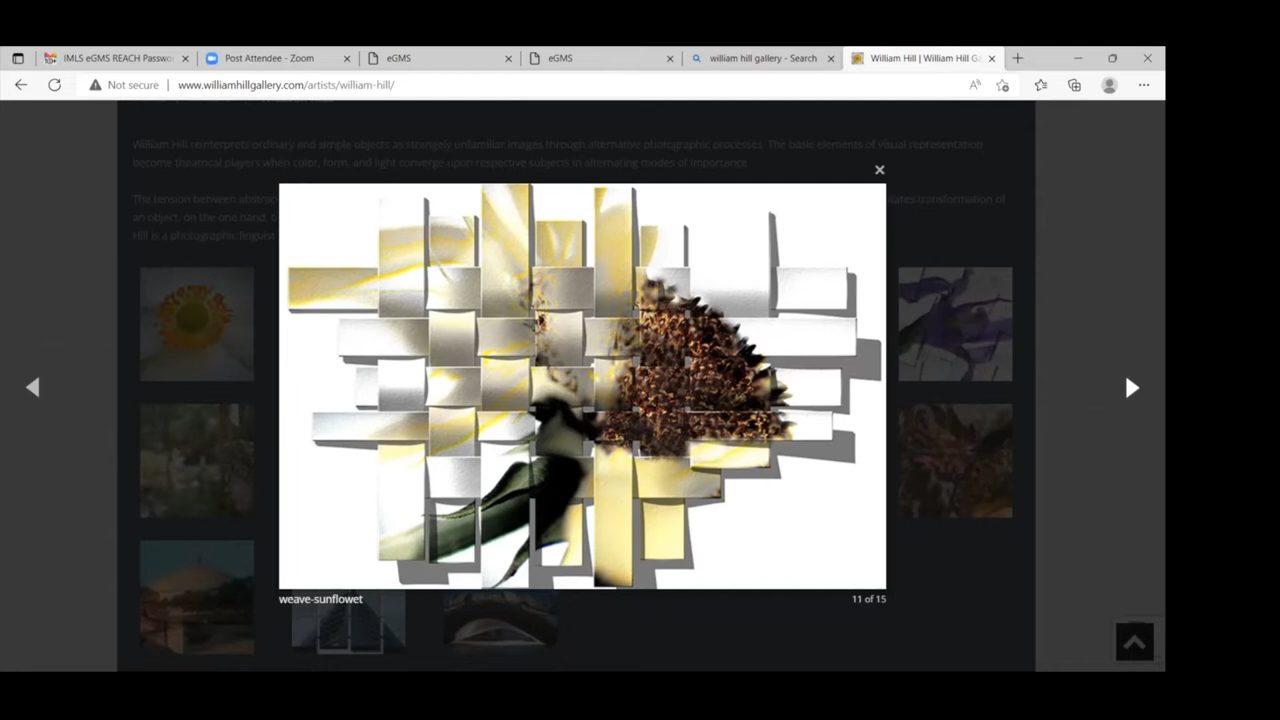 IMLS eGMS REACH Passwo
Post Attendee - Zoom
eGMS
eGMS
william hill gallery - Search
William Hill | William Hill G
Not secure | www.williamhillgallery.com/artists/william-hill/
William Hill reinterprets ordinary and simple objects as strangely unfamiliar images through alternative photographic processes. The basic elements of visual representation
become theatrical players when color, form, and light converge upon respective subjects in alternating modes of importance
The tension between abstrac
transformation of
an object, on the one hand,
Hill is a photographic linguist
weave-sunflowet
11 of 15